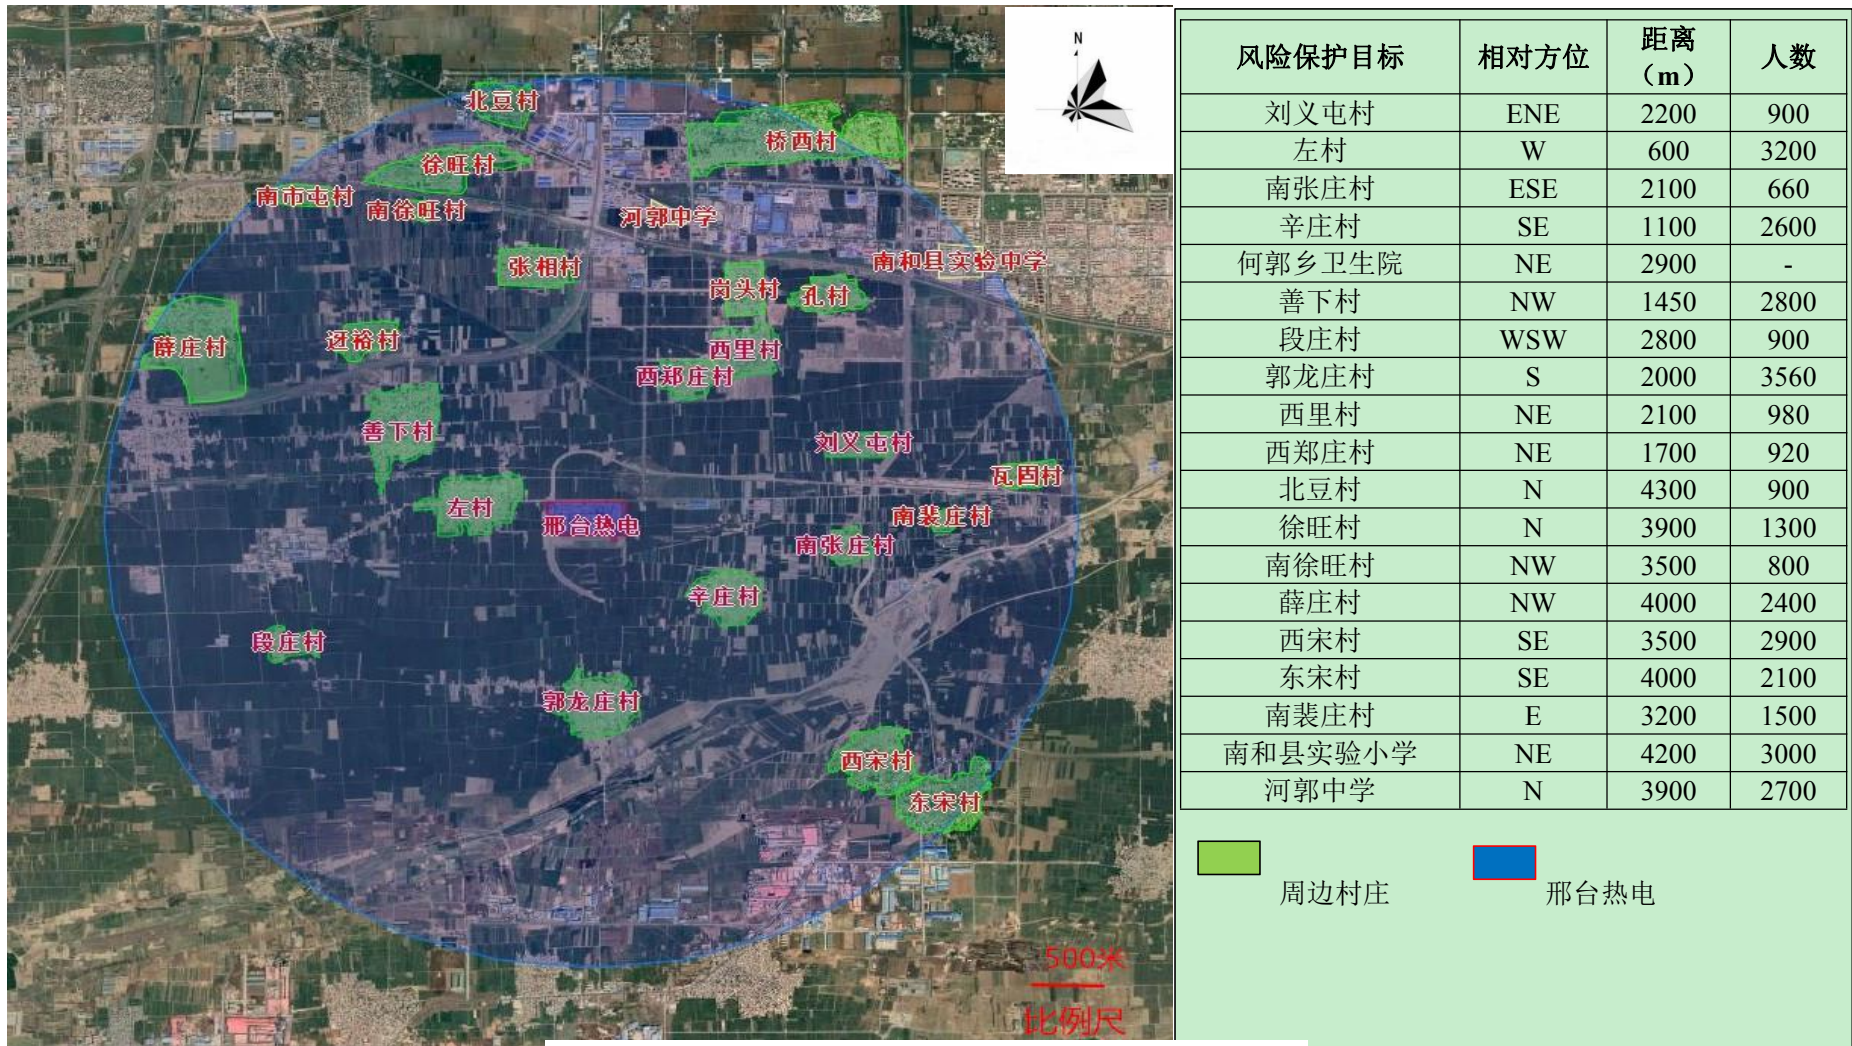 N
北豆村
桥西村
徐旺村
南市屯村
南徐旺村
河郭中学
张相村
南和县实验中学
岗头村
孔村
薛庄村
迓裕村
西里村
西郑庄村
善下村
刘义屯村
瓦固村
左村
邢台热电
南裴庄村
南张庄村
辛庄村
段庄村
郭龙庄村
西宋村
东宋村
500米
比例尺
风险保护目标 相对方位 距离（m） 人数
刘义屯村 ENE 2200 900
左村 W 600 3200
南张庄村 ESE 2100 660
辛庄村 SE 1100 2600
何郭乡卫生院 NE 2900 -
善下村 NW 1450 2800
段庄村 WSW 2800 900
郭龙庄村 S 2000 3560
西里村 NE 2100 980
西郑庄村 NE 1700 920
北豆村 N 4300 900
徐旺村 N 3900 1300
南徐旺村 NW 3500 800
薛庄村 NW 4000 2400
西宋村 SE 3500 2900
东宋村 SE 4000 2100
南裴庄村 E 3200 1500
南和县实验小学 NE 4200 3000
河郭中学 N 3900 2700
周边村庄 邢台热电